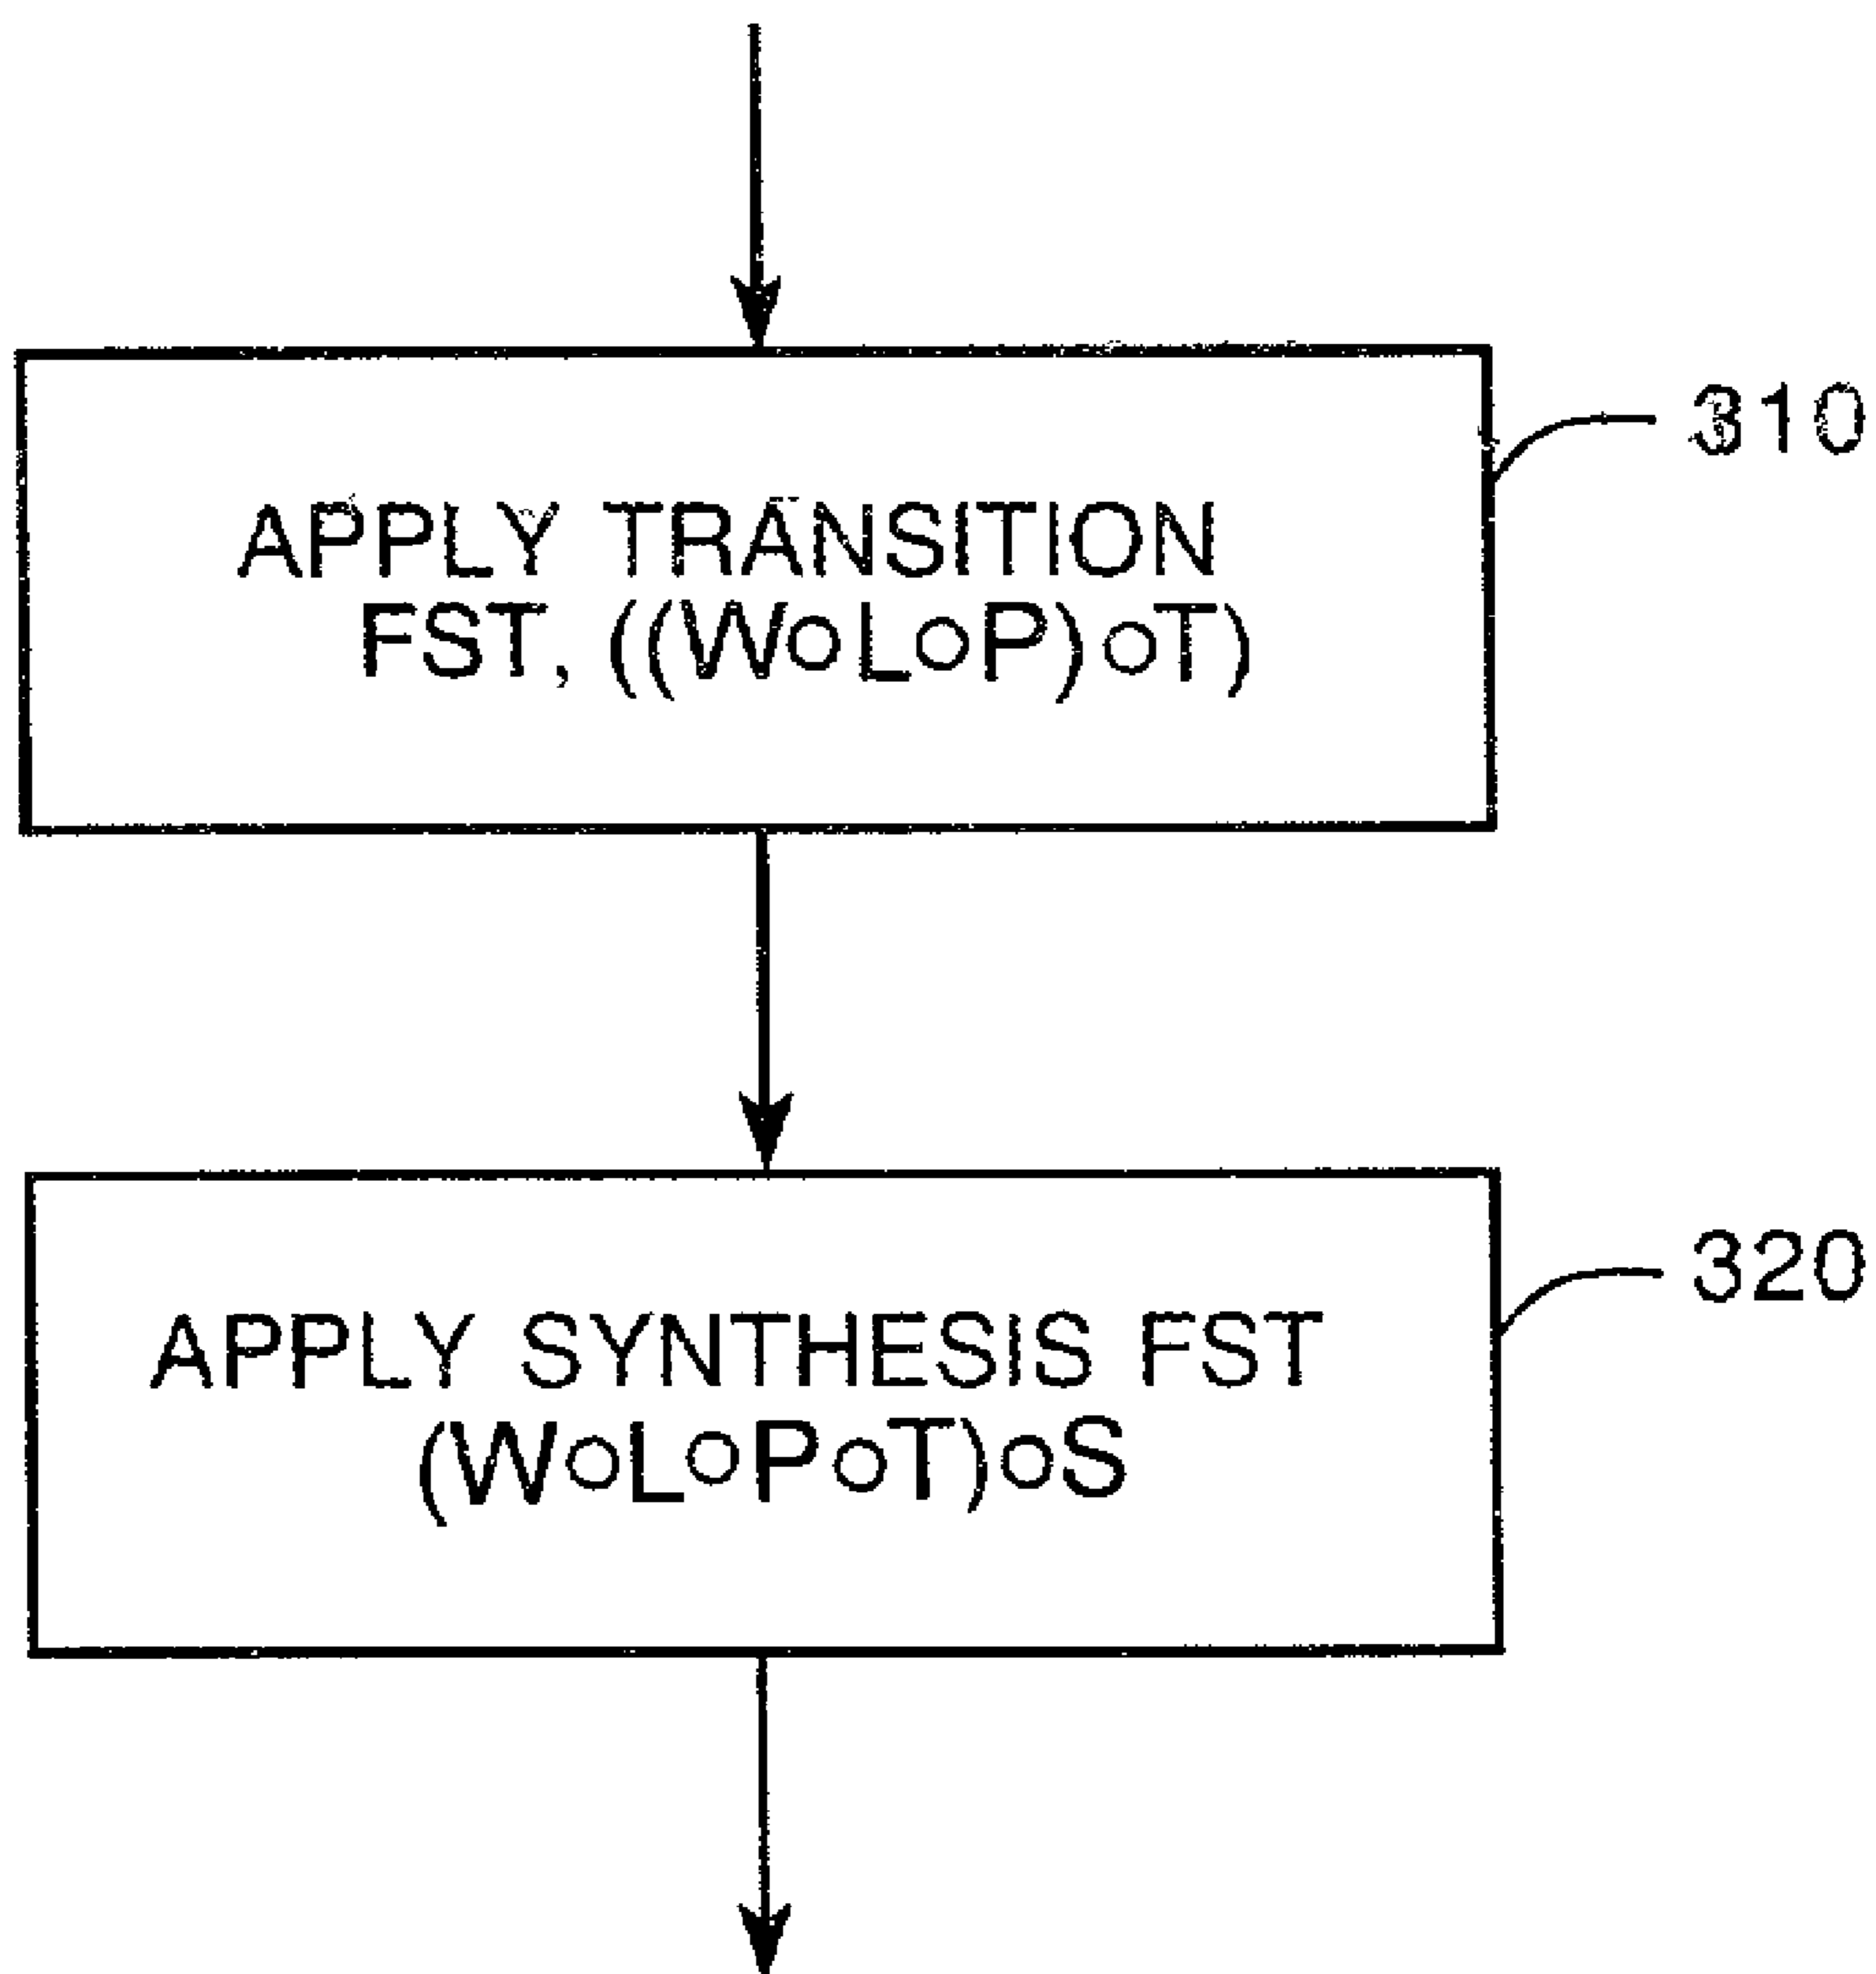 310
APPLY TRANSITION
FST, ((WoLoP)oT)
320
APPLY SYNTHESIS FST
(WoLoPoT)oS